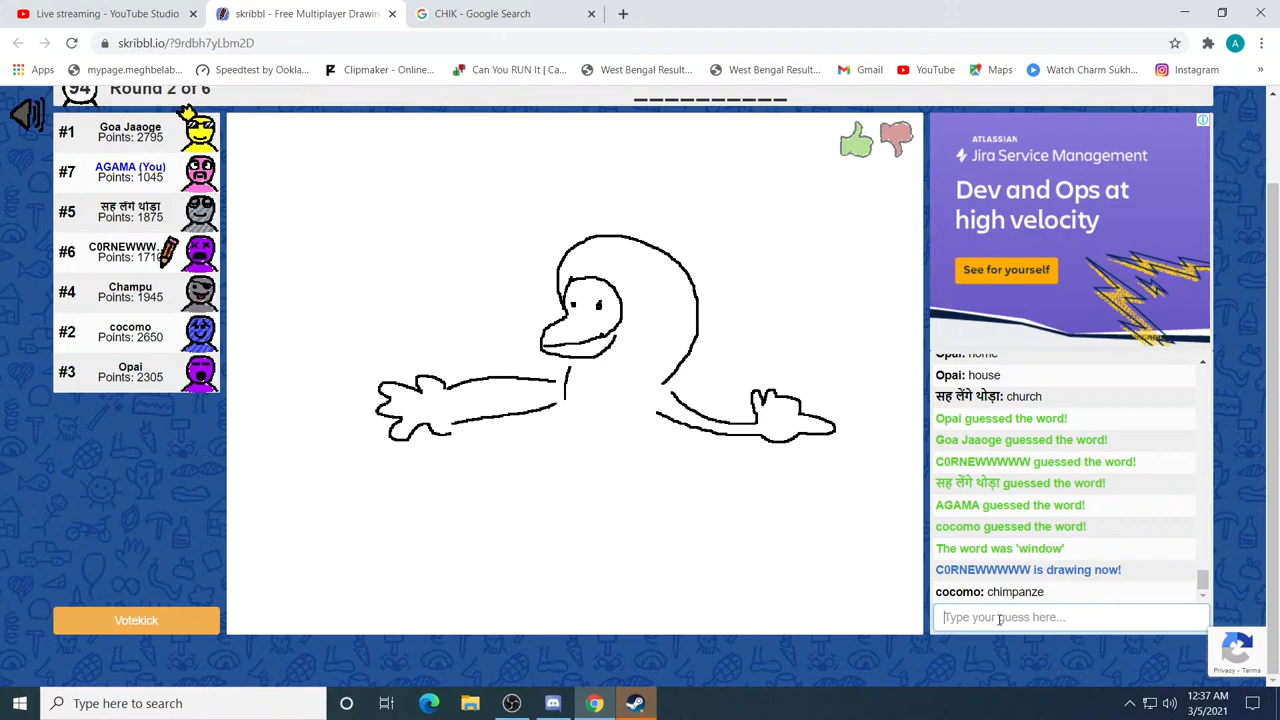 Live streaming - YouTube Studio
skribbl - Free Multiplayer Drawin
CHIK - Google Search
skribbl.io/?9rdbh7yLbm2D
A
Apps
mypage.meghbelab...
Speedtest by Ookla...
Clipmaker - Online...
Can You RUN It | Ca...
West Bengal Result...
West Bengal Result...
Gmail
YouTube
Maps
Watch Charm Sukh...
Instagram
94
Round 2 of 6
#1 Goa Jaaoge
Points: 2795
#7 AGAMA (You)
Points: 1045
#5 सह लेंगे थोड़ा
Points: 1875
#6 C0RNEWWW...
Points: 1710
#4 Champu
Points: 1945
#2 cocomo
Points: 2650
#3 Opai
Points: 2305
Votekick
ATLASSIAN
Jira Service Management
Dev and Ops at
high velocity
See for yourself
Opai: home
Opai: house
सह लेंगे थोड़ा: church
Opai guessed the word!
Goa Jaaoge guessed the word!
C0RNEWWWWW guessed the word!
सह लेंगे थोड़ा guessed the word!
AGAMA guessed the word!
cocomo guessed the word!
The word was 'window'
C0RNEWWWWW is drawing now!
cocomo: chimpanze
Type your guess here...
Privacy - Terms
Type here to search
12:37 AM
3/5/2021